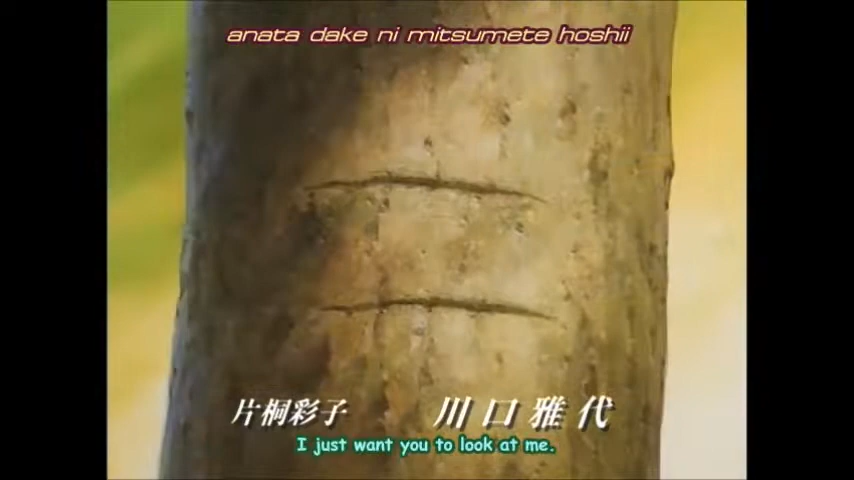 anata dake ni mitsumete hoshii
片桐彩子 川口雅代
I just want you to look at me.